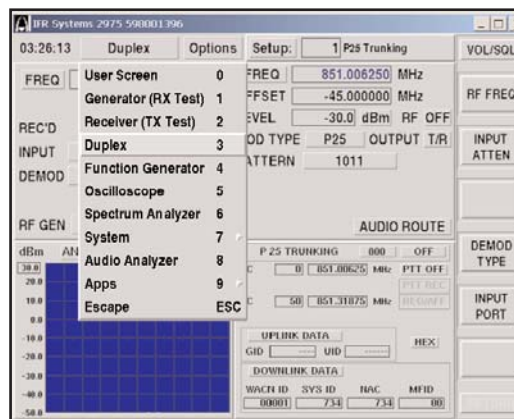 IFR Systems 2975 598001396
03:26:13 Duplex Options Setup: 1 P25 Trunking VOL/SQL
FREQ
User Screen 0
Generator (RX Test) 1
Receiver (TX Test) 2
Duplex 3
Function Generator 4
Oscilloscope 5
Spectrum Analyzer 6
System 7
Audio Analyzer 8
Apps 9
Escape ESC
REC'D
INPUT
DEMOD
RF GEN
FREQ 851.006250 MHz
FFSET -45.000000 MHz
EVEL -30.0 dBm RF OFF
OD TYPE P25 OUTPUT T/R
ATTERN 1011
AUDIO ROUTE
RF FREQ
INPUT ATTEN
DEMOD TYPE
INPUT PORT
dBm AN
30.0
20.0
10.0
0.0
-10.0
-20.0
-30.0
-40.0
-50.0
P 25 TRUNKING 000 OFF
C 0 851.00625 MHz PTT OFF
PTT REC
C 50 851.31875 MHz
UPLINK DATA
GID ---- UID HEX
DOWNLINK DATA
WACN ID SYS ID NAC MFID
00001 734 734 00